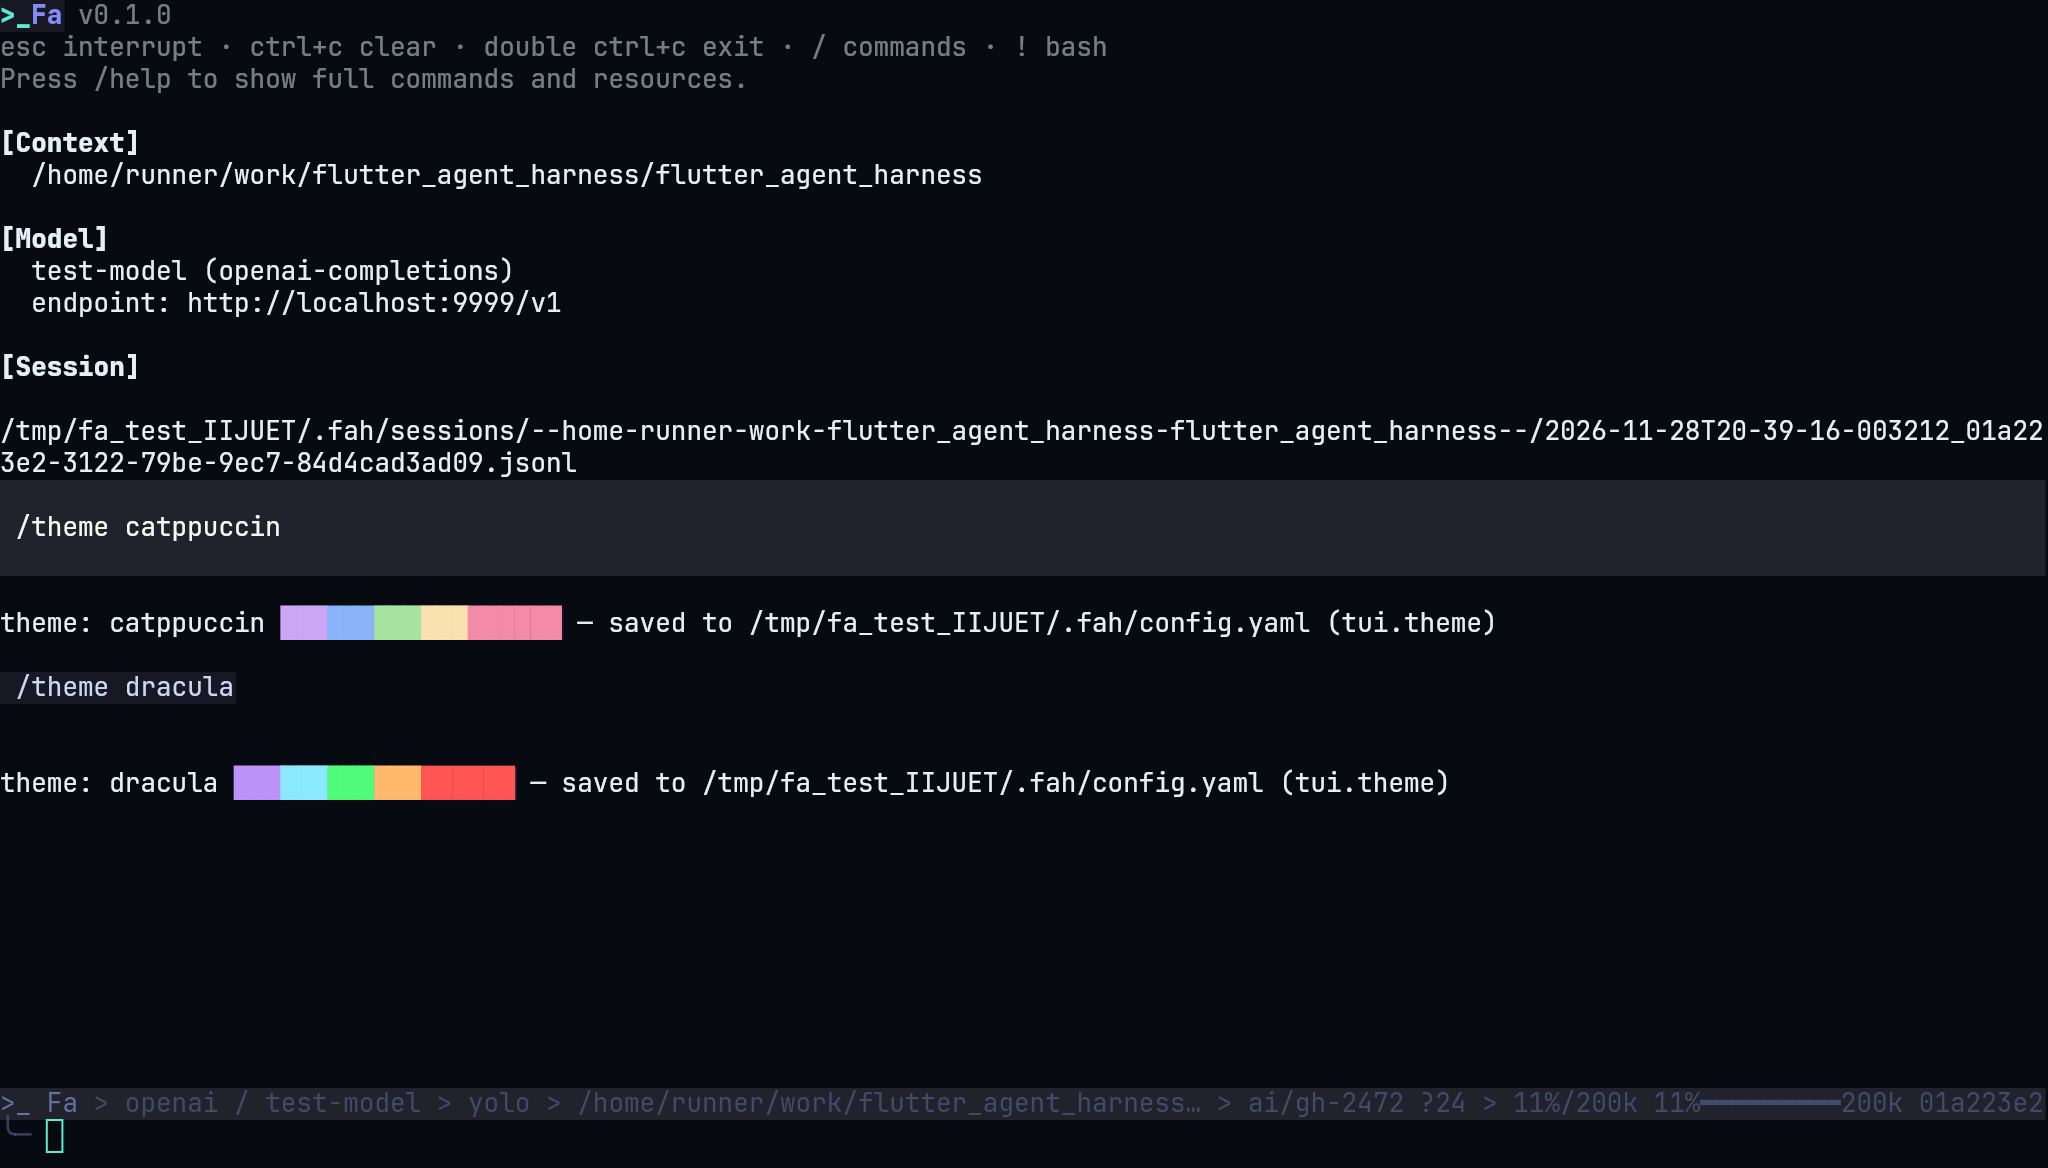 >_Fa v0.1.0
esc interrupt · ctrl+c clear · double ctrl+c exit · / commands · ! bash
Press /help to show full commands and resources.
[Context]
/home/runner/work/flutter_agent_harness/flutter_agent_harness
[Model]
test-model (openai-completions)
endpoint: http://localhost:9999/v1
[Session]
/tmp/fa_test_IIJUET/.fah/sessions/--home-runner-work-flutter_agent_harness-flutter_agent_harness--/2026-11-28T20-39-16-003212_01a22
3e2-3122-79be-9ec7-84d4cad3ad09.jsonl
/theme catppuccin
theme: catppuccin — saved to /tmp/fa_test_IIJUET/.fah/config.yaml (tui.theme)
/theme dracula
theme: dracula — saved to /tmp/fa_test_IIJUET/.fah/config.yaml (tui.theme)
>_ Fa > openai / test-model > yolo > /home/runner/work/flutter_agent_harness… > ai/gh-2472 ?24 > 11%/200k 11%━━━━━━━━━200k 01a223e2